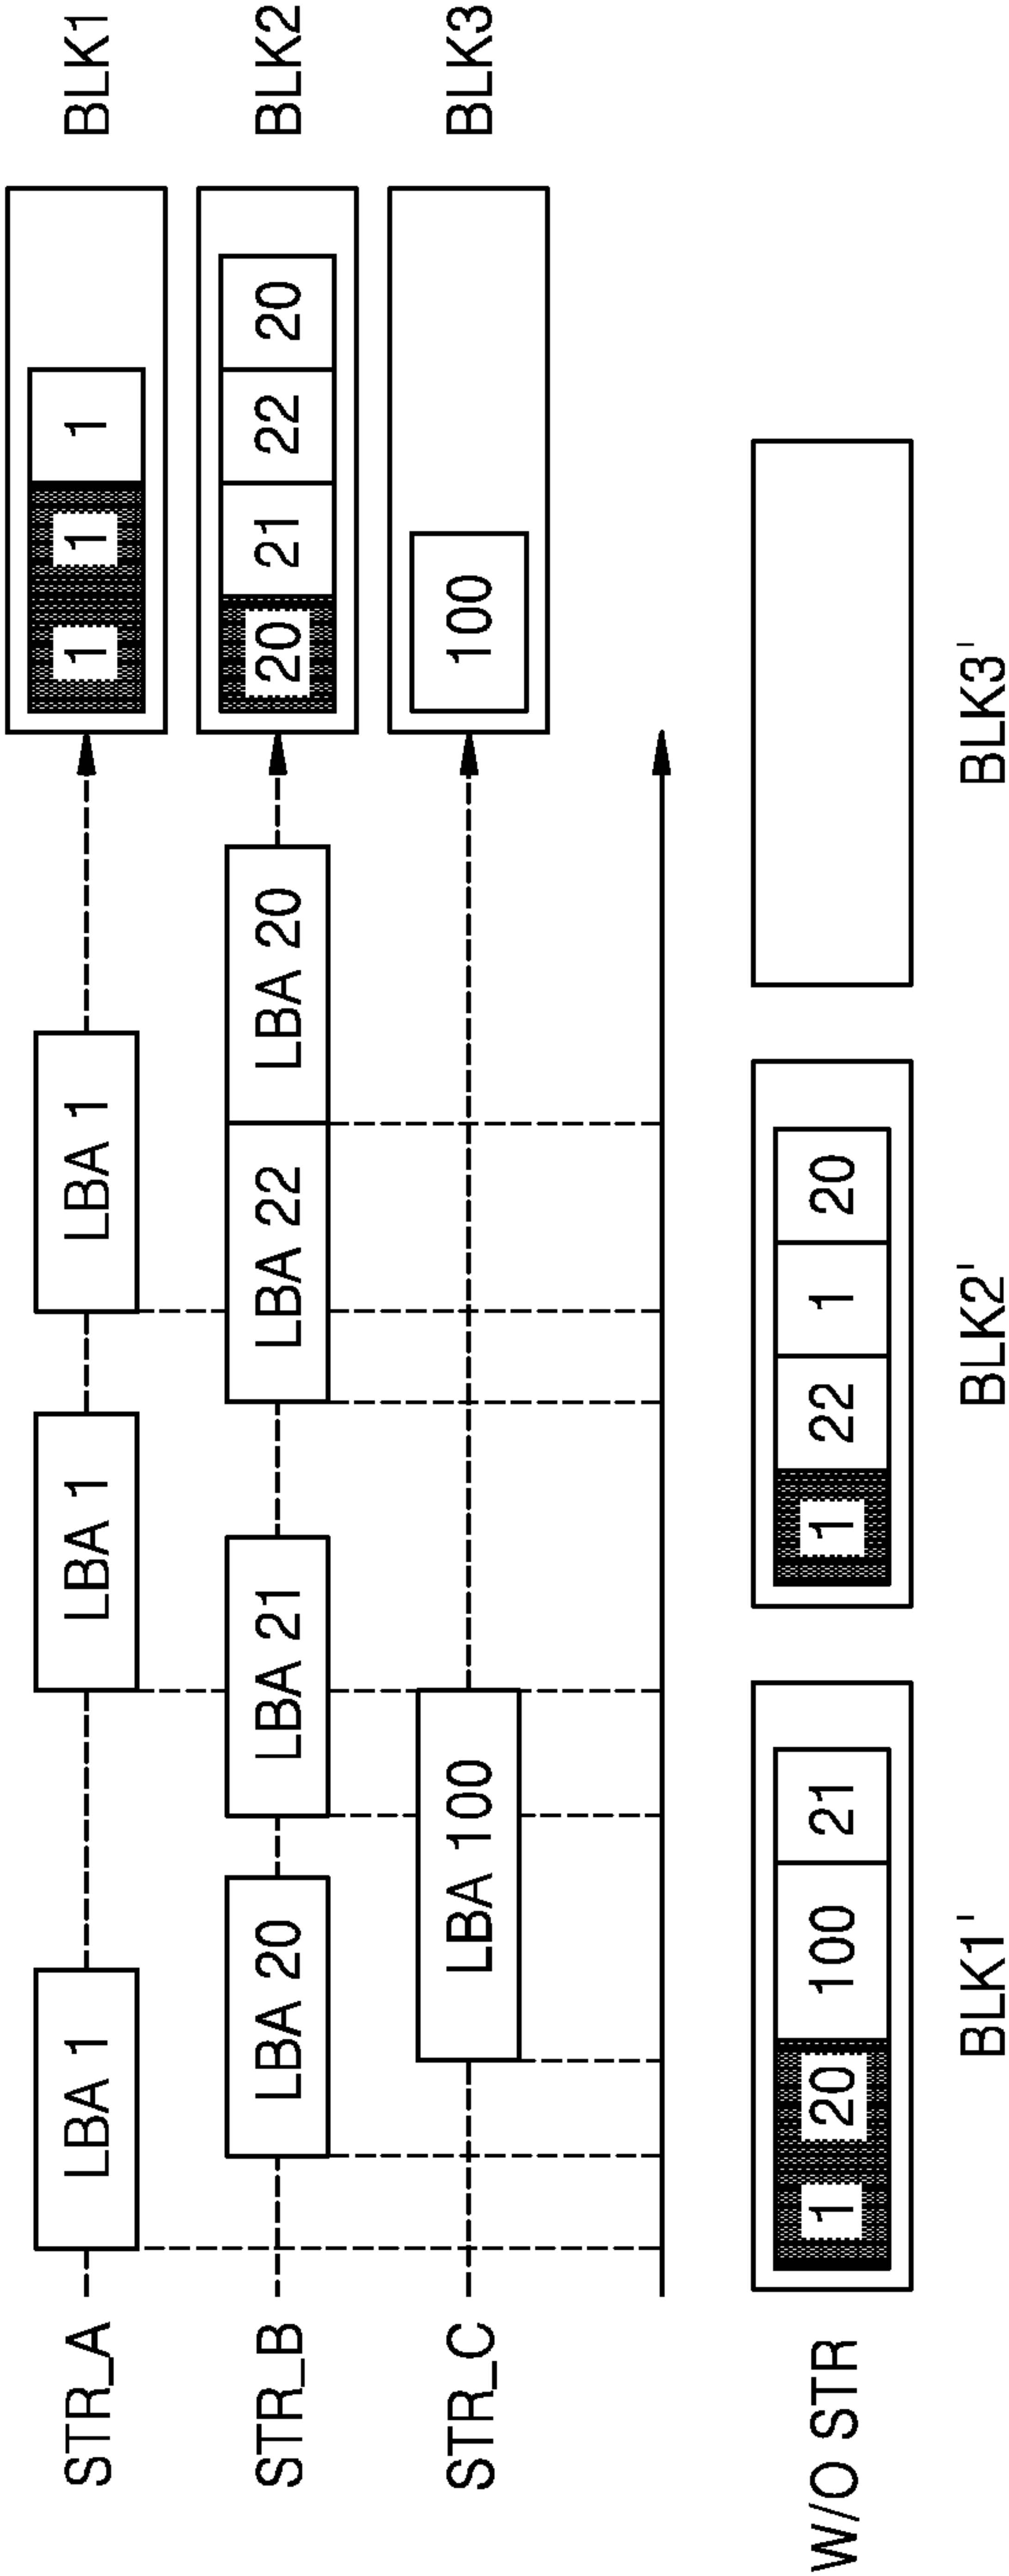 STR_A LBA 1 LBA 1 LBA 1 1 1 1 BLK1
STR_B LBA 20 LBA 21 LBA 22 LBA 20 20 21 22 20 BLK2
STR_C LBA 100 100 BLK3
W/O STR 1 20 100 21 1 22 1 20
BLK1' BLK2' BLK3'